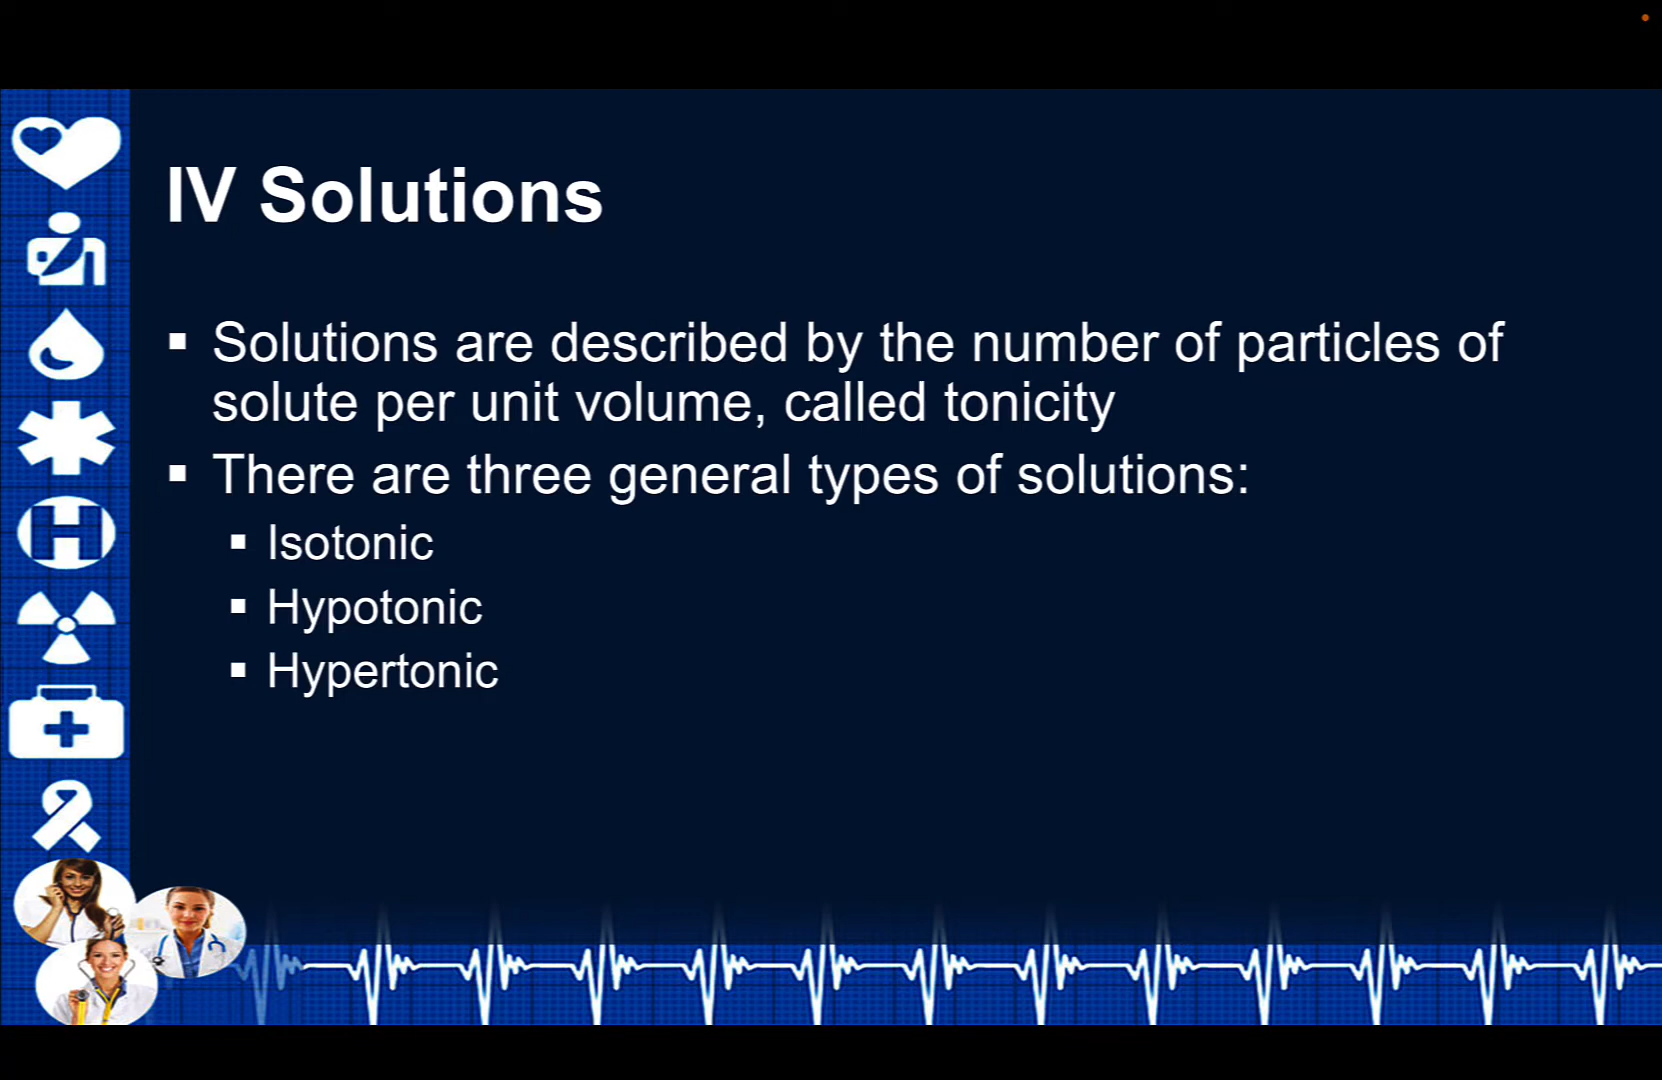 IV Solutions
▪ Solutions are described by the number of particles of
solute per unit volume, called tonicity
▪ There are three general types of solutions:
▪ Isotonic
▪ Hypotonic
▪ Hypertonic
H